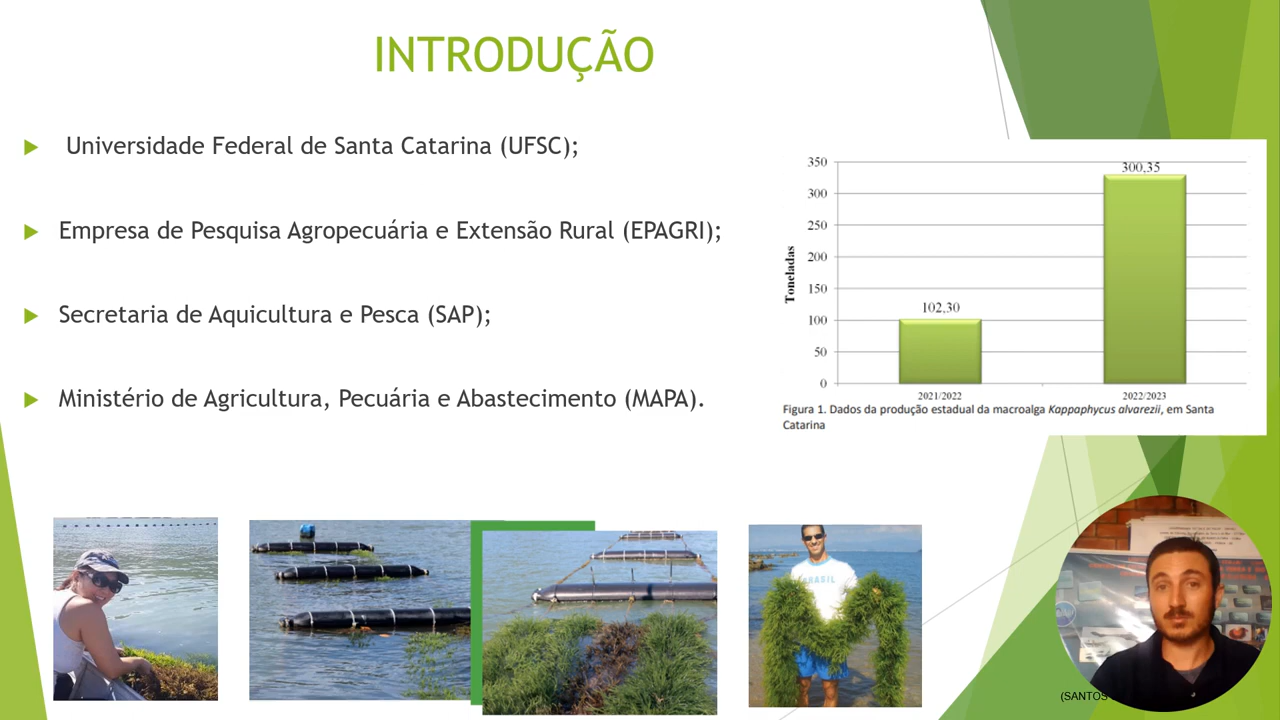 INTRODUÇÃO
Universidade Federal de Santa Catarina (UFSC);
Empresa de Pesquisa Agropecuária e Extensão Rural (EPAGRI);
Secretaria de Aquicultura e Pesca (SAP);
Ministério de Agricultura, Pecuária e Abastecimento (MAPA).
Toneladas
350
300
250
200
150
100
50
0
102,30
300,35
2021/2022
2022/2023
Figura 1. Dados da produção estadual da macroalga Kappaphycus alvarezii, em Santa
Catarina
(SANTOS